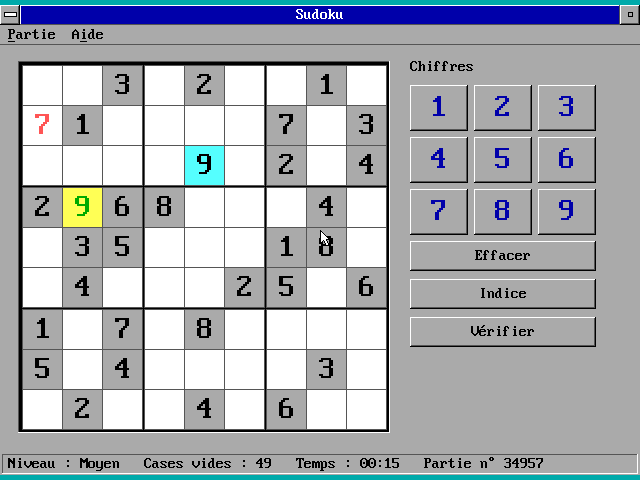 Sudoku
Partie Aide
Chiffres
3 2 1
7 1 7 3
9 2 4
2 9 6 8 4
3 5 1 8
4 2 5 6
1 7 8
5 4 3
2 4 6
1 2 3
4 5 6
7 8 9
Effacer
Indice
Vérifier
Niveau : Moyen Cases vides : 49 Temps : 00:15 Partie n° 34957